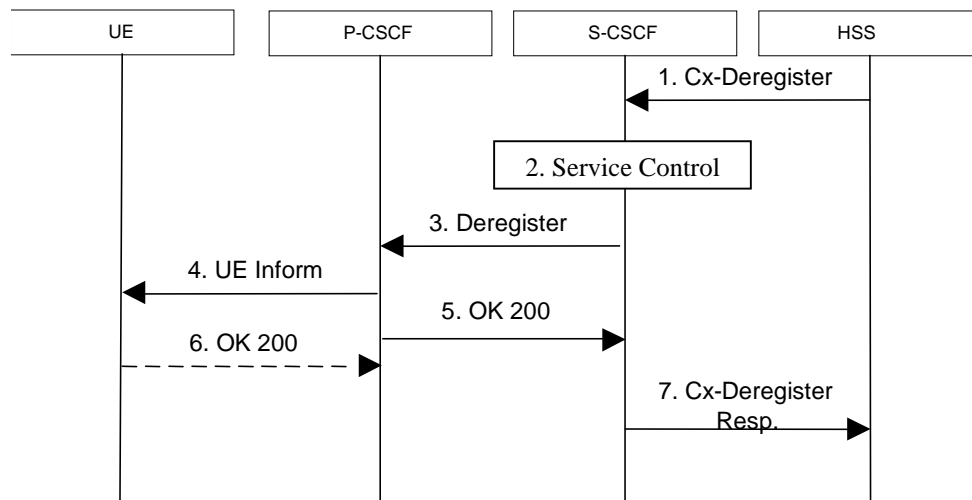 UE
P-CSCF
S-CSCF
HSS
1. Cx-Deregister
2. Service Control
3. Deregister
4. UE Inform
5. OK 200
6. OK 200
7. Cx-Deregister
Resp.